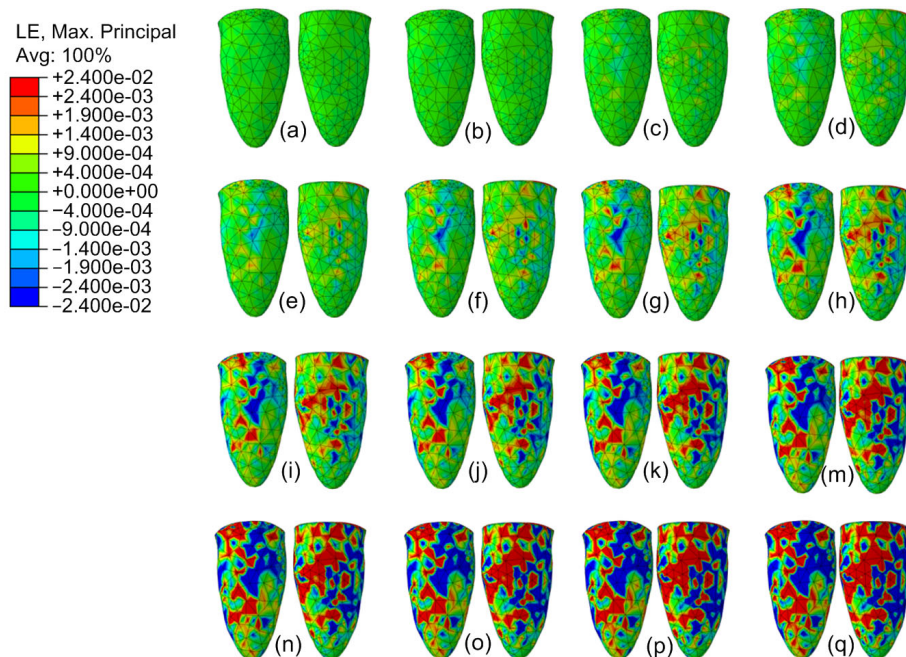 LE, Max. Principal
Avg: 100%
+2.400e-02
+2.400e-03
+1.900e-03
+1.400e-03
+9.000e-04
+4.000e-04
+0.000e+00
−4.000e-04
−9.000e-04
−1.400e-03
−1.900e-03
−2.400e-03
−2.400e-02
(a) (b) (c) (d)
(e) (f) (g) (h)
(i) (j) (k) (m)
(n) (o) (p) (q)